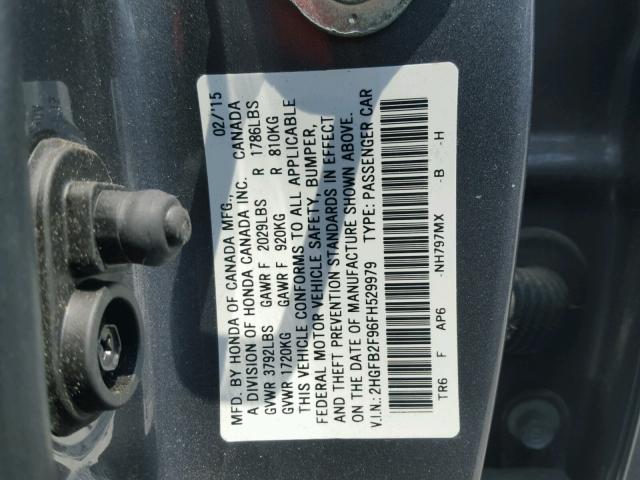 MFD. BY HONDA OF CANADA MFG., 02/'15
A DIVISION OF HONDA CANADA INC. CANADA
GVWR 3792LBS GAWR F 2029LBS R 1786LBS
GVWR 1720KG GAWR F 920KG R 810KG
THIS VEHICLE CONFORMS TO ALL APPLICABLE
FEDERAL MOTOR VEHICLE SAFETY, BUMPER,
AND THEFT PREVENTION STANDARDS IN EFFECT
ON THE DATE OF MANUFACTURE SHOWN ABOVE.
V.I.N.: 2HGFB2F96FH529979 TYPE: PASSENGER CAR
TR6 F AP6 -NH797MX -B -H